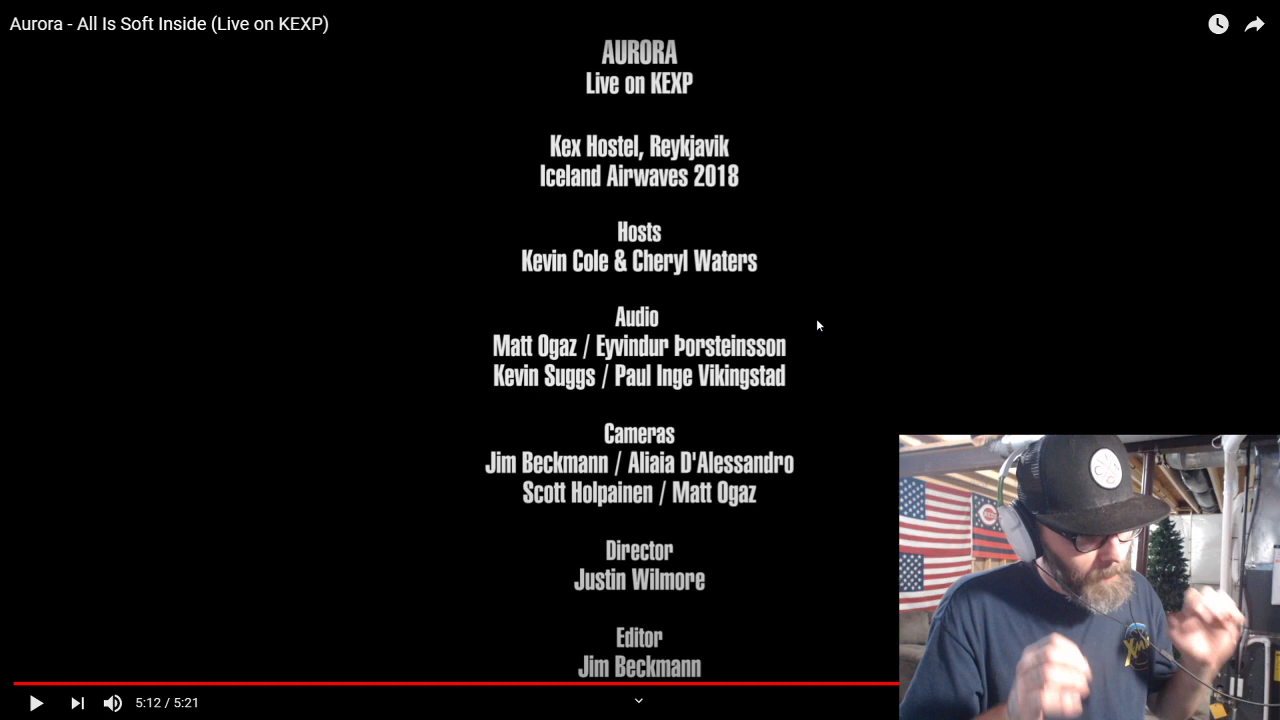 Aurora - All Is Soft Inside (Live on KEXP)
AURORA
Live on KEXP
Kex Hostel, Reykjavik
Iceland Airwaves 2018
Hosts
Kevin Cole & Cheryl Waters
Audio
Matt Ogaz / Eyvindur Þorsteinsson
Kevin Suggs / Paul Inge Vikingstad
Cameras
Jim Beckmann / Aliaia D'Alessandro
Scott Holpainen / Matt Ogaz
Director
Justin Wilmore
Editor
Jim Beckmann
5:12 / 5:21
REDS